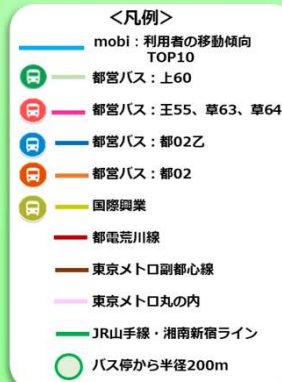 ＜凡例＞
mobi：利用者の移動傾向
TOP10
都営バス：上60
都営バス：王55、草63、草64
都営バス：都02乙
都営バス：都02
国際興業
都電荒川線
東京メトロ副都心線
東京メトロ丸の内
JR山手線・湘南新宿ライン
バス停から半径200m